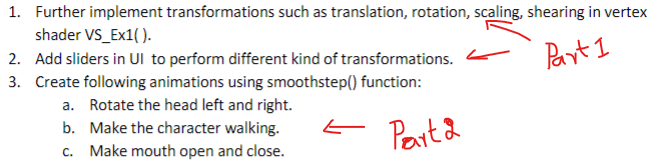 1. Further implement transformations such as translation, rotation, scaling, shearing in vertex
shader VS_Ex1( ).
Part 1
2. Add sliders in UI to perform different kind of transformations.
3. Create following animations using smoothstep() function:
a. Rotate the head left and right.
b. Make the character walking.
Part 2
c. Make mouth open and close.